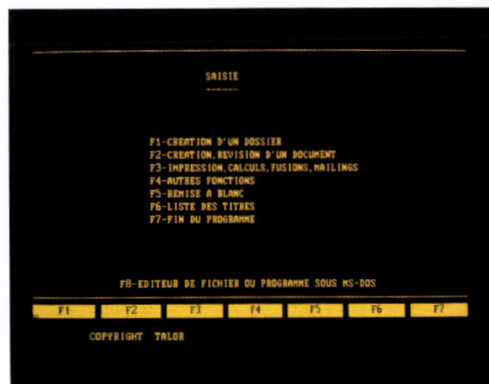 SAISIE
F1-CREATION D'UN DOSSIER
F2-CREATION,REVISION D'UN DOCUMENT
F3-IMPRESSION,CALCULS,FUSIONS,MAILINGS
F4-AUTRES FONCTIONS
F5-REMISE A BLANC
F6-LISTE DES TITRES
F7-FIN DU PROGRAMME
F8-EDITEUR DE FICHIER OU PROGRAMME SOUS MS-DOS
F1 F2 F3 F4 F5 F6 F7
COPYRIGHT TALOR